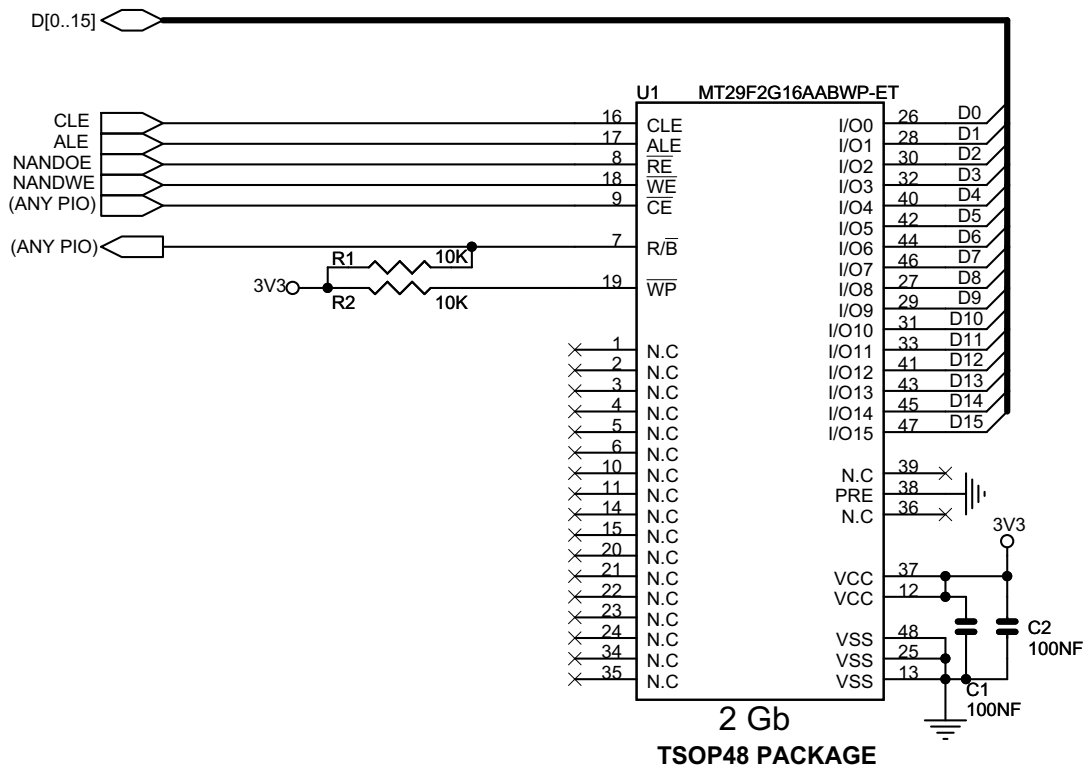 D[0..15]
U1 MT29F2G16AABWP-ET
CLE 16 CLE I/O0 26 D0
ALE 17 ALE I/O1 28 D1
NANDOE 8 RE I/O2 30 D2
NANDWE 18 WE I/O3 32 D3
(ANY PIO) 9 CE I/O4 40 D4
I/O5 42 D5
(ANY PIO) 7 R/B I/O6 44 D6
R1 10K I/O7 46 D7
3V3 19 WP I/O8 27 D8
R2 10K I/O9 29 D9
I/O10 31 D10
1 N.C I/O11 33 D11
2 N.C I/O12 41 D12
3 N.C I/O13 43 D13
4 N.C I/O14 45 D14
5 N.C I/O15 47 D15
6 N.C
10 N.C N.C 39
11 N.C PRE 38
14 N.C N.C 36
15 N.C 3V3
20 N.C
21 N.C VCC 37
22 N.C VCC 12
23 N.C C2
24 N.C VSS 48 100NF
34 N.C VSS 25
35 N.C VSS 13
C1
100NF
2 Gb
TSOP48 PACKAGE